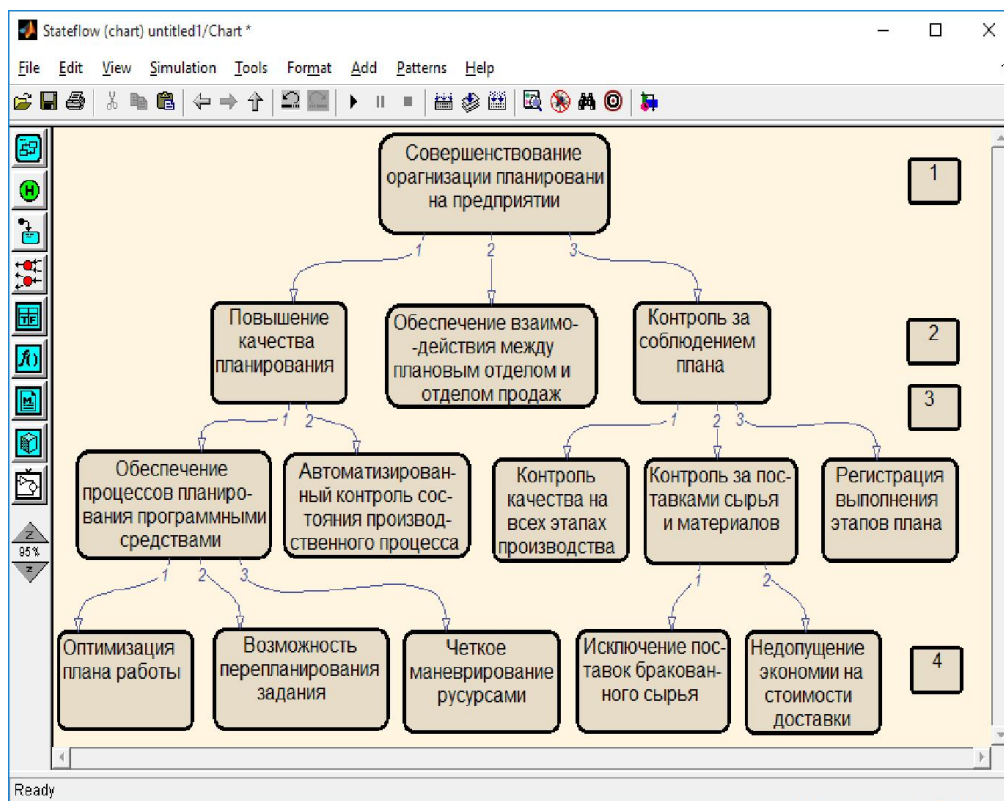 Stateflow (chart) untitled1/Chart *
File Edit View Simulation Tools Format Add Patterns Help
Совершенствование
орагнизации планировани
на предприятии
1
1 2 3
Повышение
качества
планирования
Обеспечение взаимо-
-действия между
плановым отделом и
отделом продаж
Контроль за
соблюдением
плана
2
3
1 2
1 2 3
Обеспечение
процессов планиро-
вания программными
средствами
Автоматизирован-
ный контроль сос-
тояния производ-
ственного процесса
Контроль
качества на
всех этапах
производства
Контроль за пос-
тавками сырья
и материалов
Регистрация
выполнения
этапов плана
95%
1 2 3
1 2
Оптимизация
плана работы
Возможность
перепланирования
задания
Четкое
маневрирование
русурсами
Исключение пос-
тавок бракован-
ного сырья
Недопущение
экономии на
стоимости
доставки
4
Ready